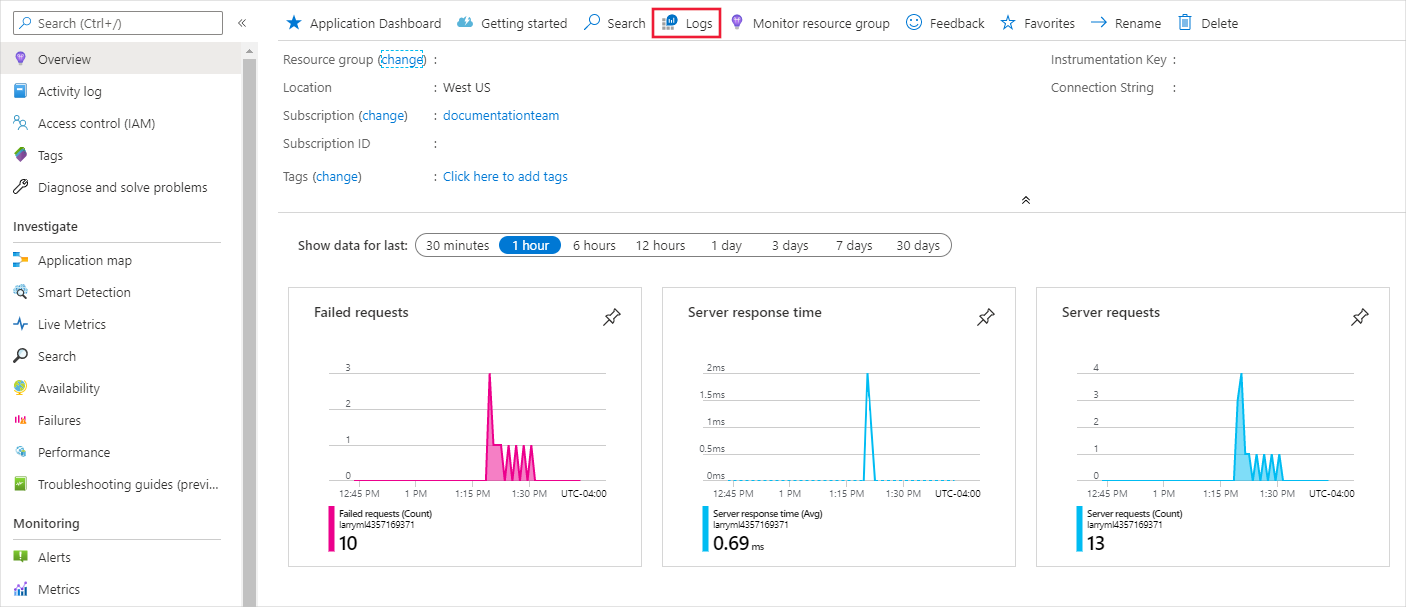 Search (Ctrl+/)
«
Application Dashboard
Getting started
Search
Logs
Monitor resource group
Feedback
Favorites
Rename
Delete
Overview
Activity log
Access control (IAM)
Tags
Diagnose and solve problems
Investigate
Application map
Smart Detection
Live Metrics
Search
Availability
Failures
Performance
Troubleshooting guides (previ...
Monitoring
Alerts
Metrics
Resource group (change) :
Location : West US
Subscription (change) : documentationteam
Subscription ID :
Tags (change) : Click here to add tags
Instrumentation Key :
Connection String :
Show data for last: 30 minutes 1 hour 6 hours 12 hours 1 day 3 days 7 days 30 days
Failed requests
3
2
1
0
12:45 PM 1 PM 1:15 PM 1:30 PM UTC-04:00
Failed requests (Count)
larryml4357169371
10
Server response time
2ms
1.5ms
1ms
0.5ms
0ms
12:45 PM 1 PM 1:15 PM 1:30 PM UTC-04:00
Server response time (Avg)
larryml4357169371
0.69 ms
Server requests
4
3
2
1
0
12:45 PM 1 PM 1:15 PM 1:30 PM UTC-04:00
Server requests (Count)
larryml4357169371
13